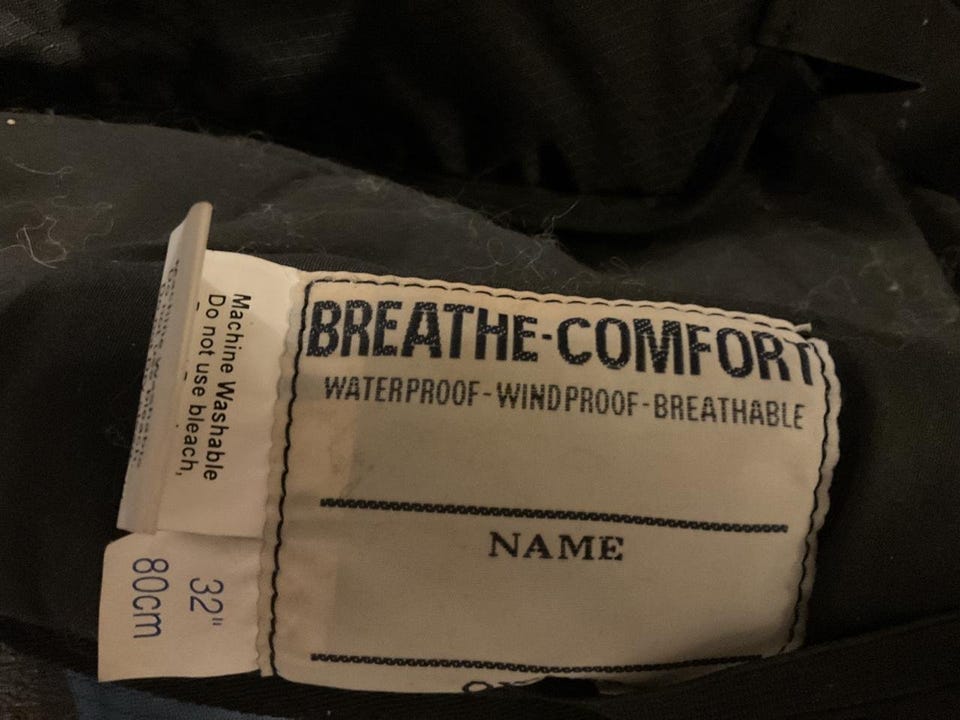 BREATHE-COMFORT
WATERPROOF-WINDPROOF-BREATHABLE
NAME
Machine Washable
Do not use bleach,
32"
80cm